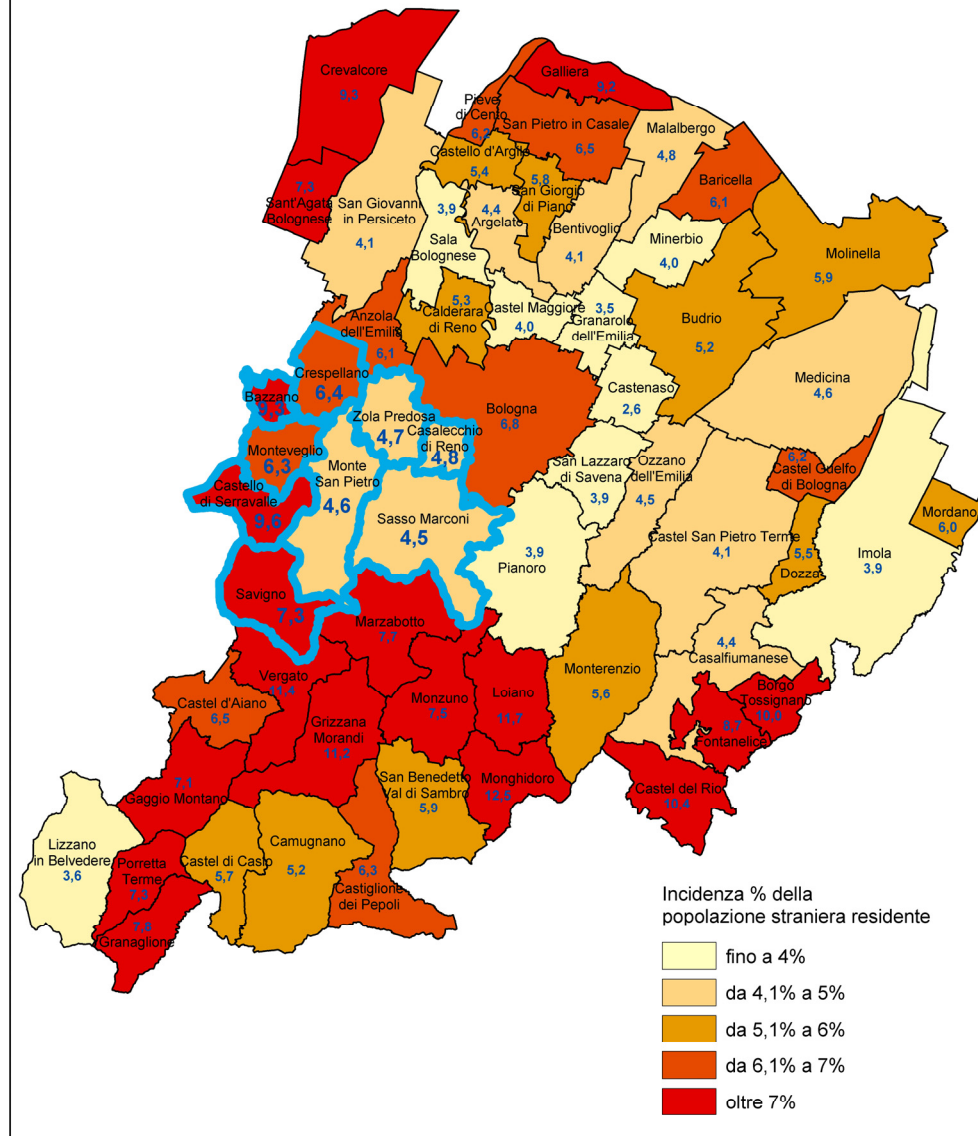 Crevalcore
9,3
Galliera
9,2
Pieve
di Cento
6,2
San Pietro in Casale
6,5
Malalbergo
4,8
Castello d'Argile
5,4
5,8
San Giorgio
di Piano
Baricella
6,1
7,3
Sant'Agata
Bolognese
San Giovanni
in Persiceto
4,1
3,9
Sala
Bolognese
4,4
Argelato
Bentivoglio
4,1
Minerbio
4,0
Molinella
5,9
Anzola
dell'Emilia
6,1
5,3
Calderara
di Reno
Castel Maggiore
4,0
3,5
Granarolo
dell'Emilia
Budrio
5,2
Crespellano
6,4
Bazzano
9,3
Zola Predosa
4,7
Casalecchio
di Reno
4,8
Bologna
6,8
Castenaso
2,6
Medicina
4,6
Monteveglio
6,3
Monte
San Pietro
4,6
San Lazzaro
di Savena
3,9
Ozzano
dell'Emilia
4,5
6,2
Castel Guelfo
di Bologna
Castello
di Serravalle
9,6
Sasso Marconi
4,5
Mordano
6,0
3,9
Pianoro
Castel San Pietro Terme
4,1
5,5
Dozza
Imola
3,9
Savigno
7,3
Marzabotto
7,7
4,4
Casalfiumanese
Vergato
11,4
Monterenzio
5,6
Castel d'Aiano
6,5
Grizzana
Morandi
11,2
Monzuno
7,5
Loiano
11,7
Borgo
Tossignano
10,0
Fontanelice
7,1
Gaggio Montano
San Benedetto
Val di Sambro
5,9
Monghidoro
12,5
Castel del Rio
10,4
Lizzano
in Belvedere
3,6
Porretta
Terme
7,3
Castel di Casio
5,7
Camugnano
5,2
6,3
Castiglione
dei Pepoli
Granaglione
Incidenza % della
popolazione straniera residente
fino a 4%
da 4,1% a 5%
da 5,1% a 6%
da 6,1% a 7%
oltre 7%